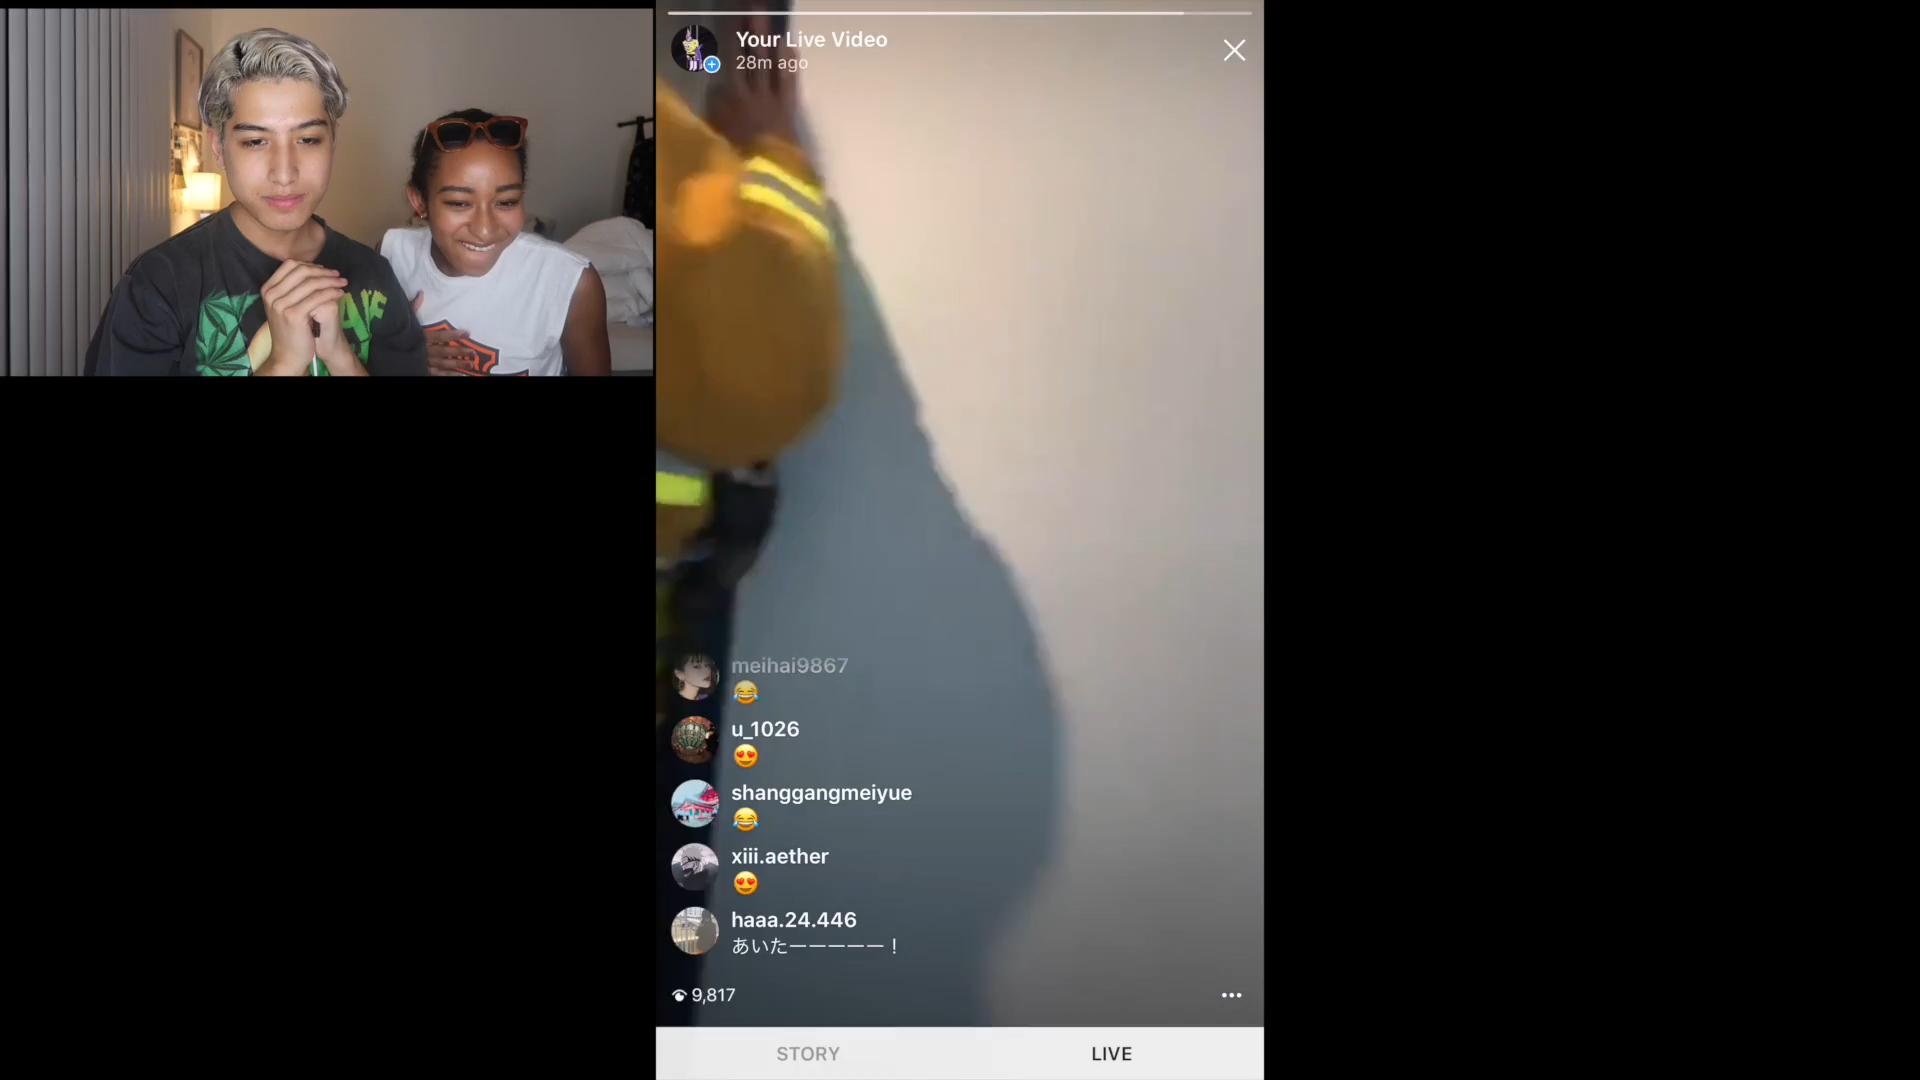 Your Live Video
28m ago
meihai9867
😂
u_1026
😍
shanggangmeiyue
😂
xiii.aether
😍
haaa.24.446
あいたーーーーー！
9,817
STORY
LIVE